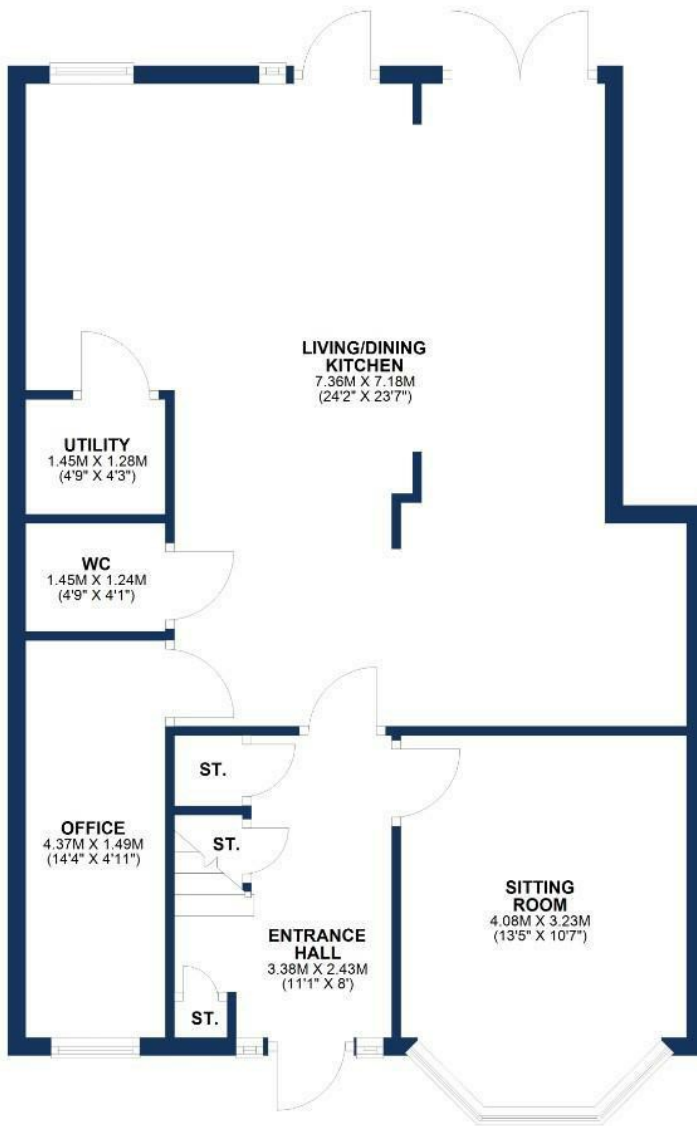 LIVING/DINING
KITCHEN
7.36M X 7.18M
(24'2" X 23'7")
UTILITY
1.45M X 1.28M
(4'9" X 4'3")
WC
1.45M X 1.24M
(4'9" X 4'1")
ST.
ST.
OFFICE
4.37M X 1.49M
(14'4" X 4'11")
SITTING
ROOM
4.08M X 3.23M
(13'5" X 10'7")
ENTRANCE
HALL
3.38M X 2.43M
(11'1" X 8')
ST.